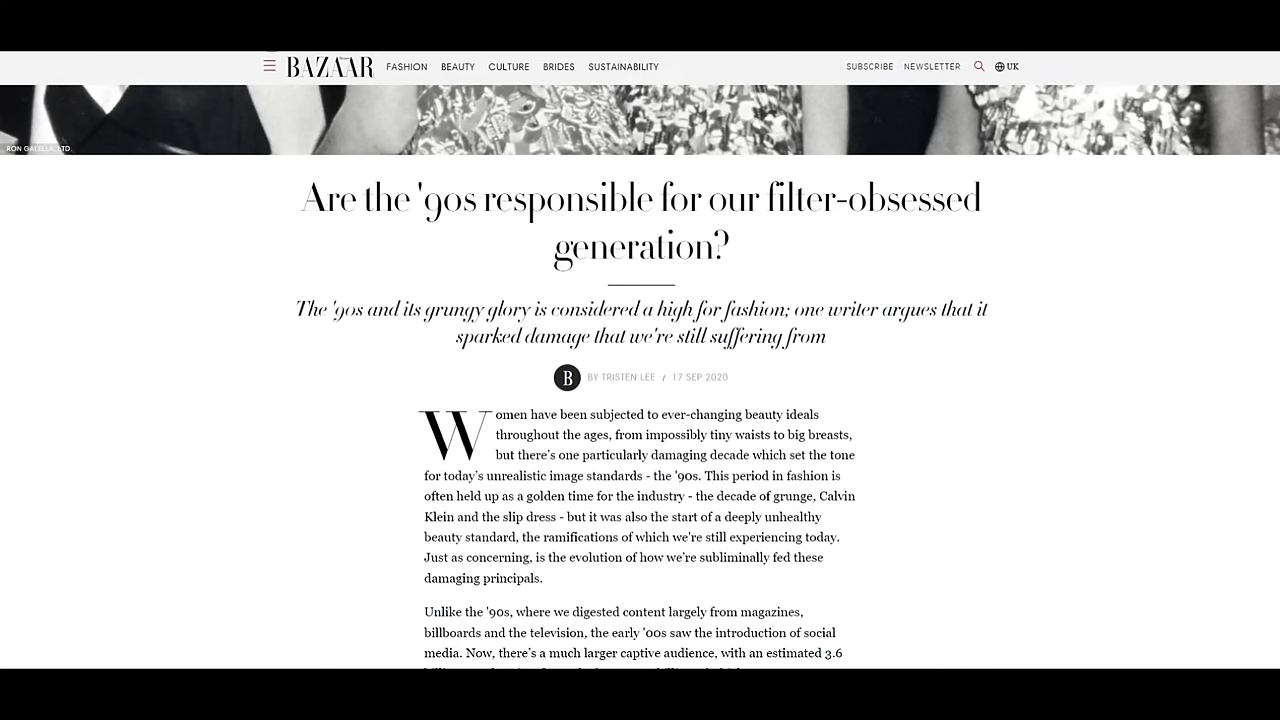 BAZAAR FASHION BEAUTY CULTURE BRIDES SUSTAINABILITY SUBSCRIBE NEWSLETTER UK
RON GALELLA, LTD.
Are the '90s responsible for our filter-obsessed
generation?
The '90s and its grungy glory is considered a high for fashion; one writer argues that it
sparked damage that we're still suffering from
B BY TRISTEN LEE / 17 SEP 2020
Women have been subjected to ever-changing beauty ideals
throughout the ages, from impossibly tiny waists to big breasts,
but there's one particularly damaging decade which set the tone
for today's unrealistic image standards - the '90s. This period in fashion is
often held up as a golden time for the industry - the decade of grunge, Calvin
Klein and the slip dress - but it was also the start of a deeply unhealthy
beauty standard, the ramifications of which we're still experiencing today.
Just as concerning, is the evolution of how we're subliminally fed these
damaging principals.
Unlike the '90s, where we digested content largely from magazines,
billboards and the television, the early '00s saw the introduction of social
media. Now, there's a much larger captive audience, with an estimated 3.6